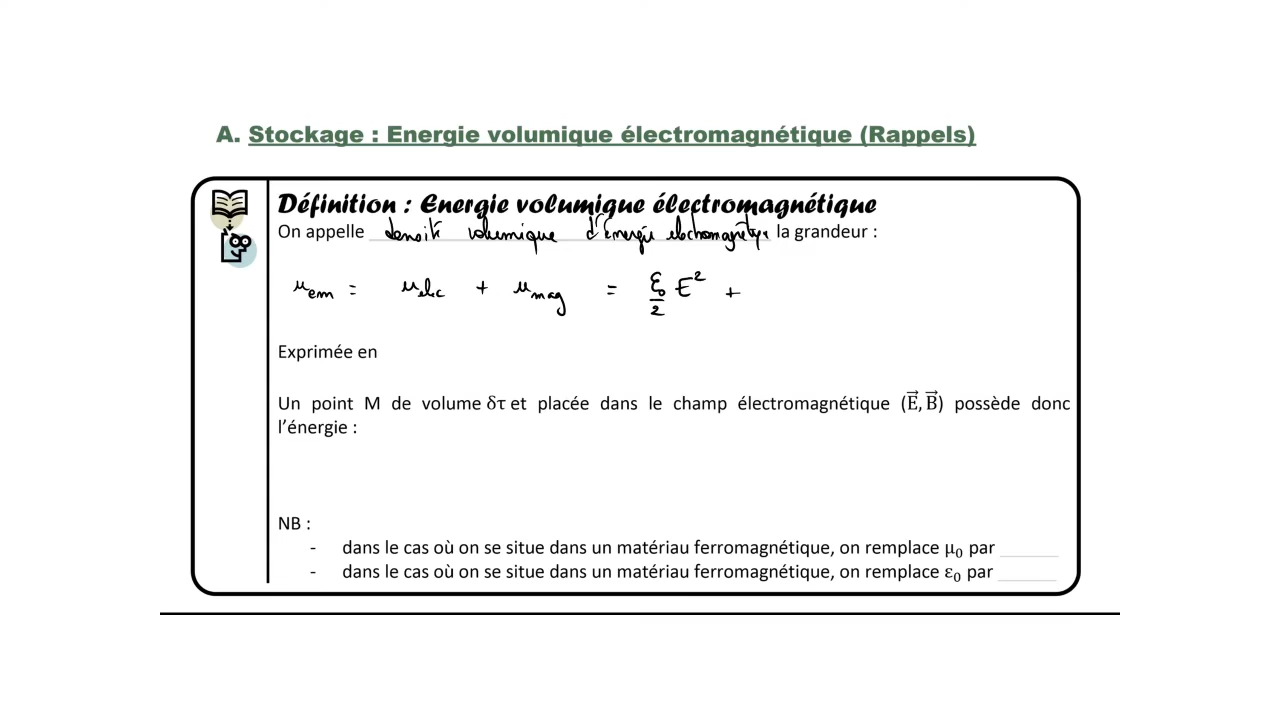 A. Stockage : Energie volumique électromagnétique (Rappels)
Définition : Energie volumique électromagnétique
On appelle densité volumique d'énergie électromagnétique la grandeur :
u_em = u_élec + u_mag = ε₀/2 E² +
Exprimée en
Un point M de volume δτ et placée dans le champ électromagnétique (E⃗, B⃗) possède donc
l'énergie :
NB :
- dans le cas où on se situe dans un matériau ferromagnétique, on remplace μ₀ par
- dans le cas où on se situe dans un matériau ferromagnétique, on remplace ε₀ par